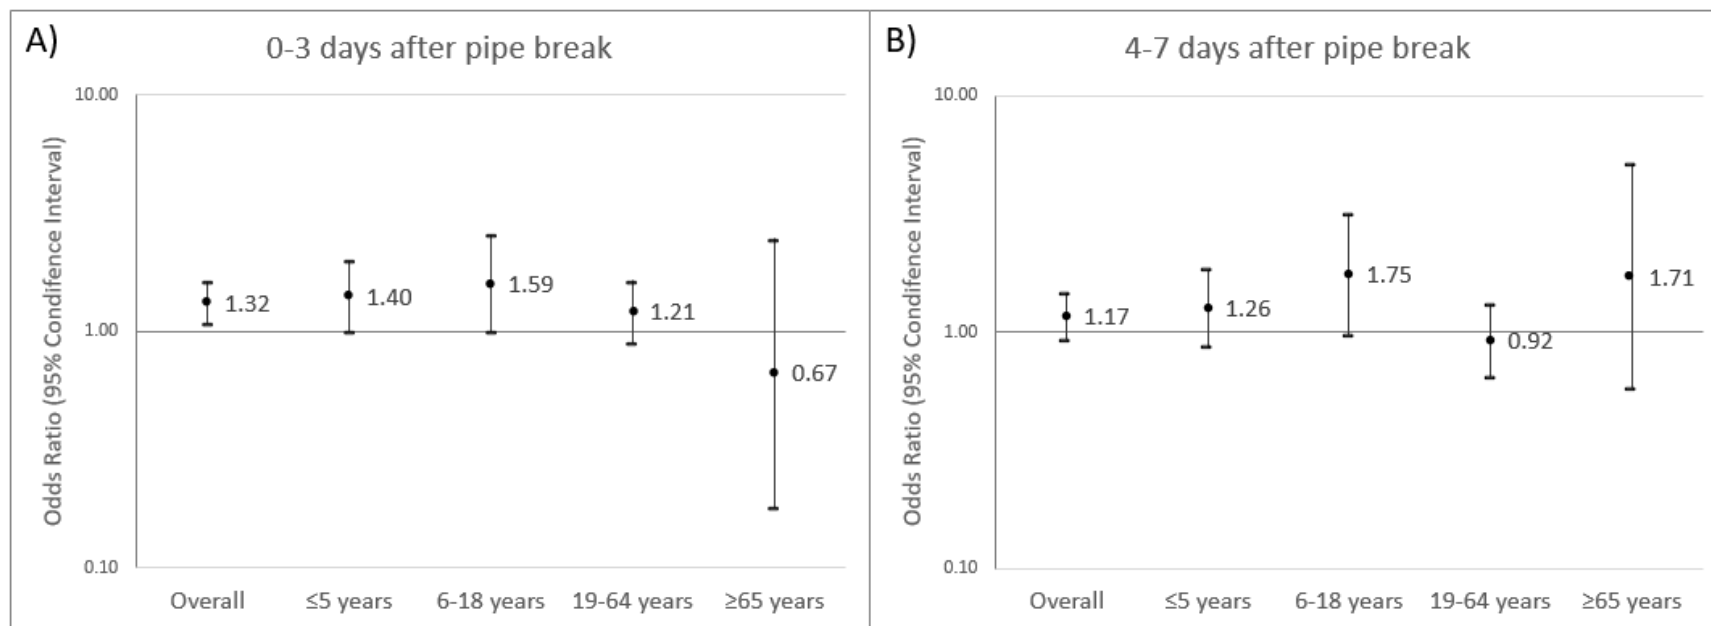 A)
0-3 days after pipe break
Odds Ratio (95% Condifence Interval)
10.00
1.00
0.10
1.32
1.40
1.59
1.21
0.67
Overall
≤5 years
6-18 years
19-64 years
≥65 years
B)
4-7 days after pipe break
Odds Ratio (95% Condifence Interval)
10.00
1.00
0.10
1.17
1.26
1.75
0.92
1.71
Overall
≤5 years
6-18 years
19-64 years
≥65 years